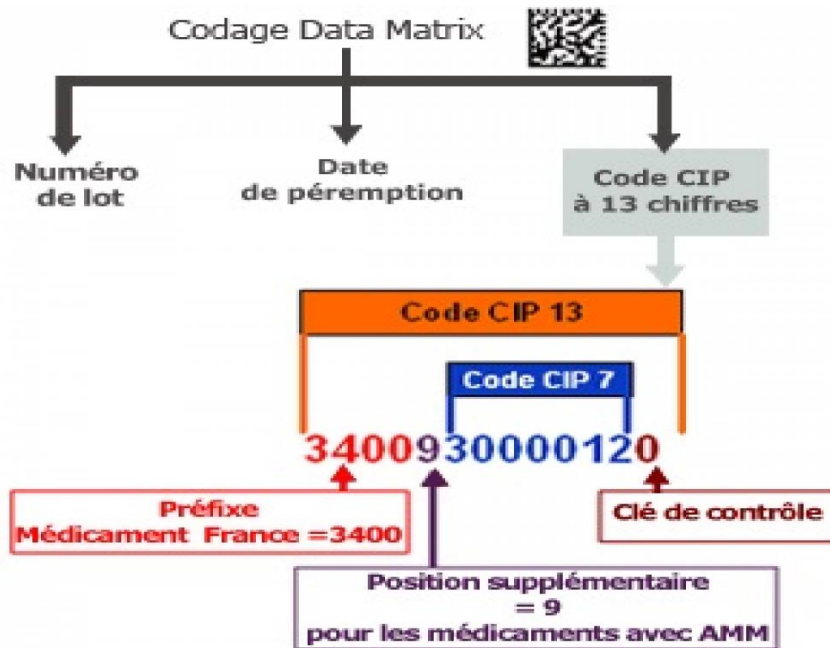 Codage Data Matrix
Numéro
de lot
Date
de péremption
Code CIP
à 13 chiffres
Code CIP 13
Code CIP 7
3400930000120
Préfixe
Médicament France =3400
Clé de contrôle
Position supplémentaire
= 9
pour les médicaments avec AMM